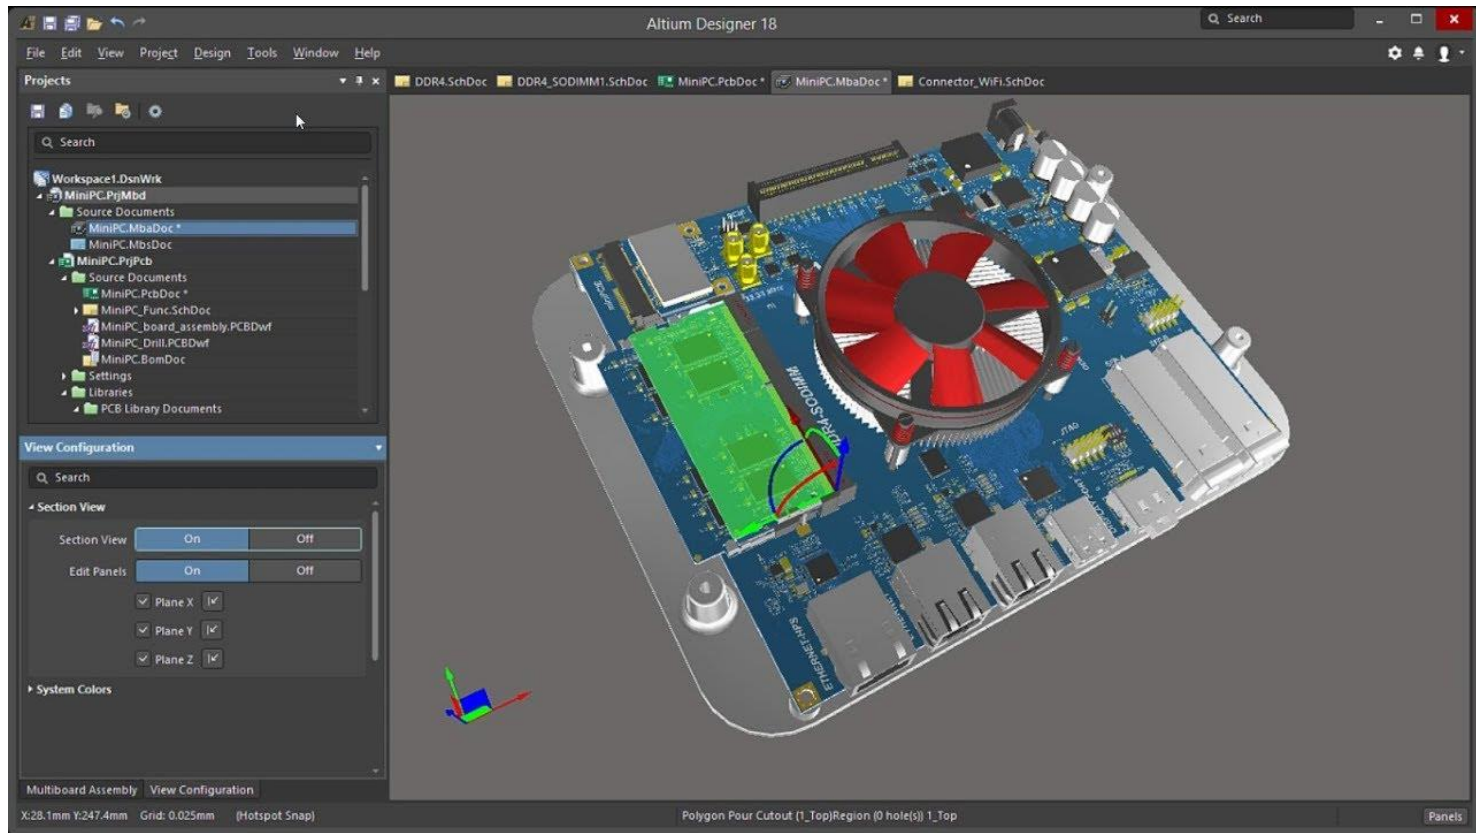 Altium Designer 18
Search
File Edit View Project Design Tools Window Help
Projects
DDR4.SchDoc DDR4_SODIMM1.SchDoc MiniPC.PcbDoc * MiniPC.MbaDoc * Connector_WiFi.SchDoc
Search
Workspace1.DsnWrk
MiniPC.PrjMbd
Source Documents
MiniPC.MbaDoc *
MiniPC.MbsDoc
MiniPC.PrjPcb
Source Documents
MiniPC.PcbDoc *
MiniPC_Func.SchDoc
MiniPC_board_assembly.PCBDwf
MiniPC_Drill.PCBDwf
MiniPC.BomDoc
Settings
Libraries
PCB Library Documents
View Configuration
Search
Section View
Section View On Off
Edit Panels On Off
Plane X
Plane Y
Plane Z
System Colors
Multiboard Assembly View Configuration
DDR4-SODIMM
JTAG
DISPLAYPORT
ETHERNET-HPS
X:28.1mm Y:247.4mm Grid: 0.025mm (Hotspot Snap)
Polygon Pour Cutout (1_Top)Region (0 hole(s)) 1_Top
Panels